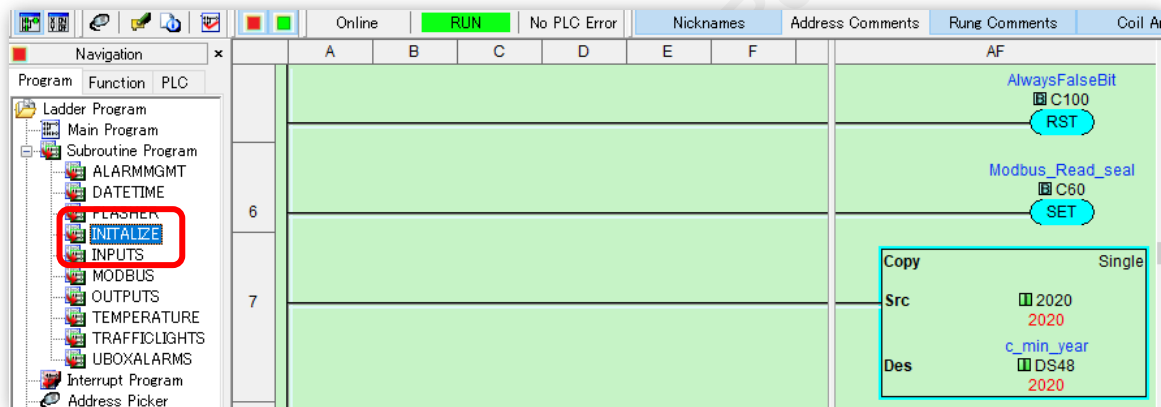 Online RUN No PLC Error Nicknames Address Comments Rung Comments Coil A
Navigation ×
Program Function PLC
A B C D E F AF
Ladder Program
Main Program
Subroutine Program
ALARMMGMT
DATETIME
FLASHER
INITALIZE
INPUTS
MODBUS
OUTPUTS
TEMPERATURE
TRAFFICLIGHTS
UBOXALARMS
Interrupt Program
Address Picker
AlwaysFalseBit
B C100
RST
6
Modbus_Read_seal
B C60
SET
7
Copy Single
Src 2020
2020
c_min_year
Des DS48
2020